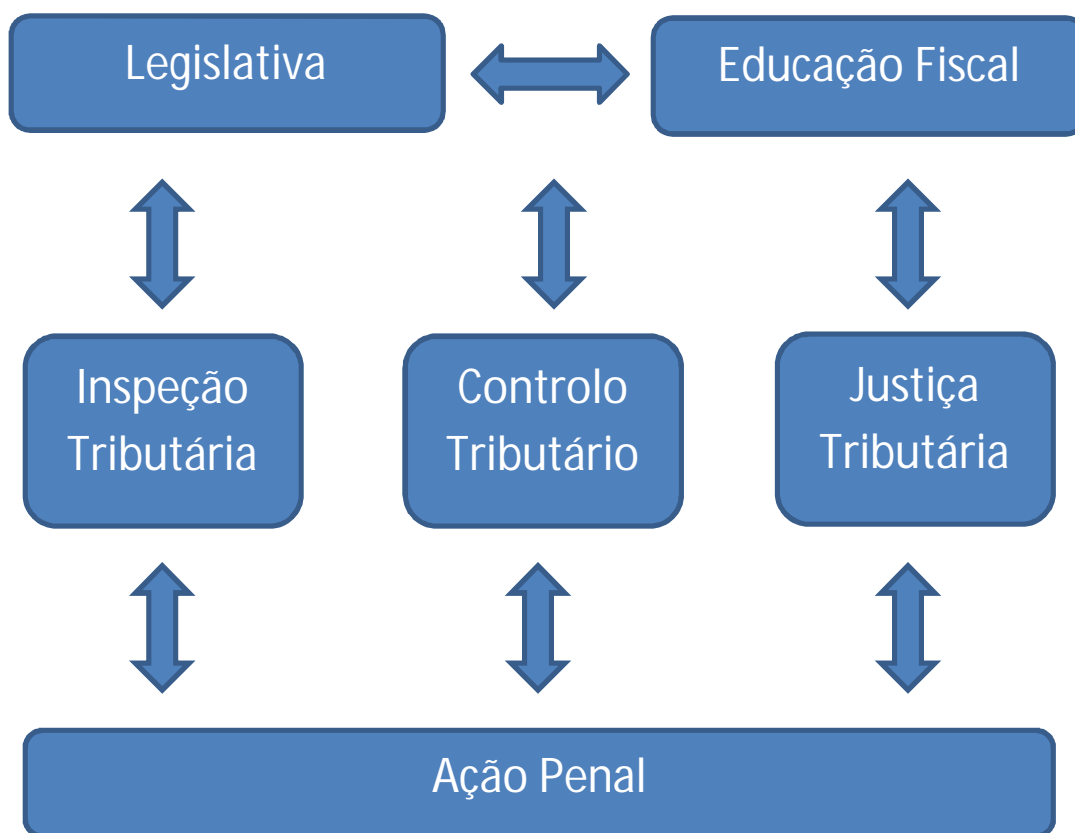 Legislativa
Educação Fiscal
Inspeção
Tributária
Controlo
Tributário
Justiça
Tributária
Ação Penal